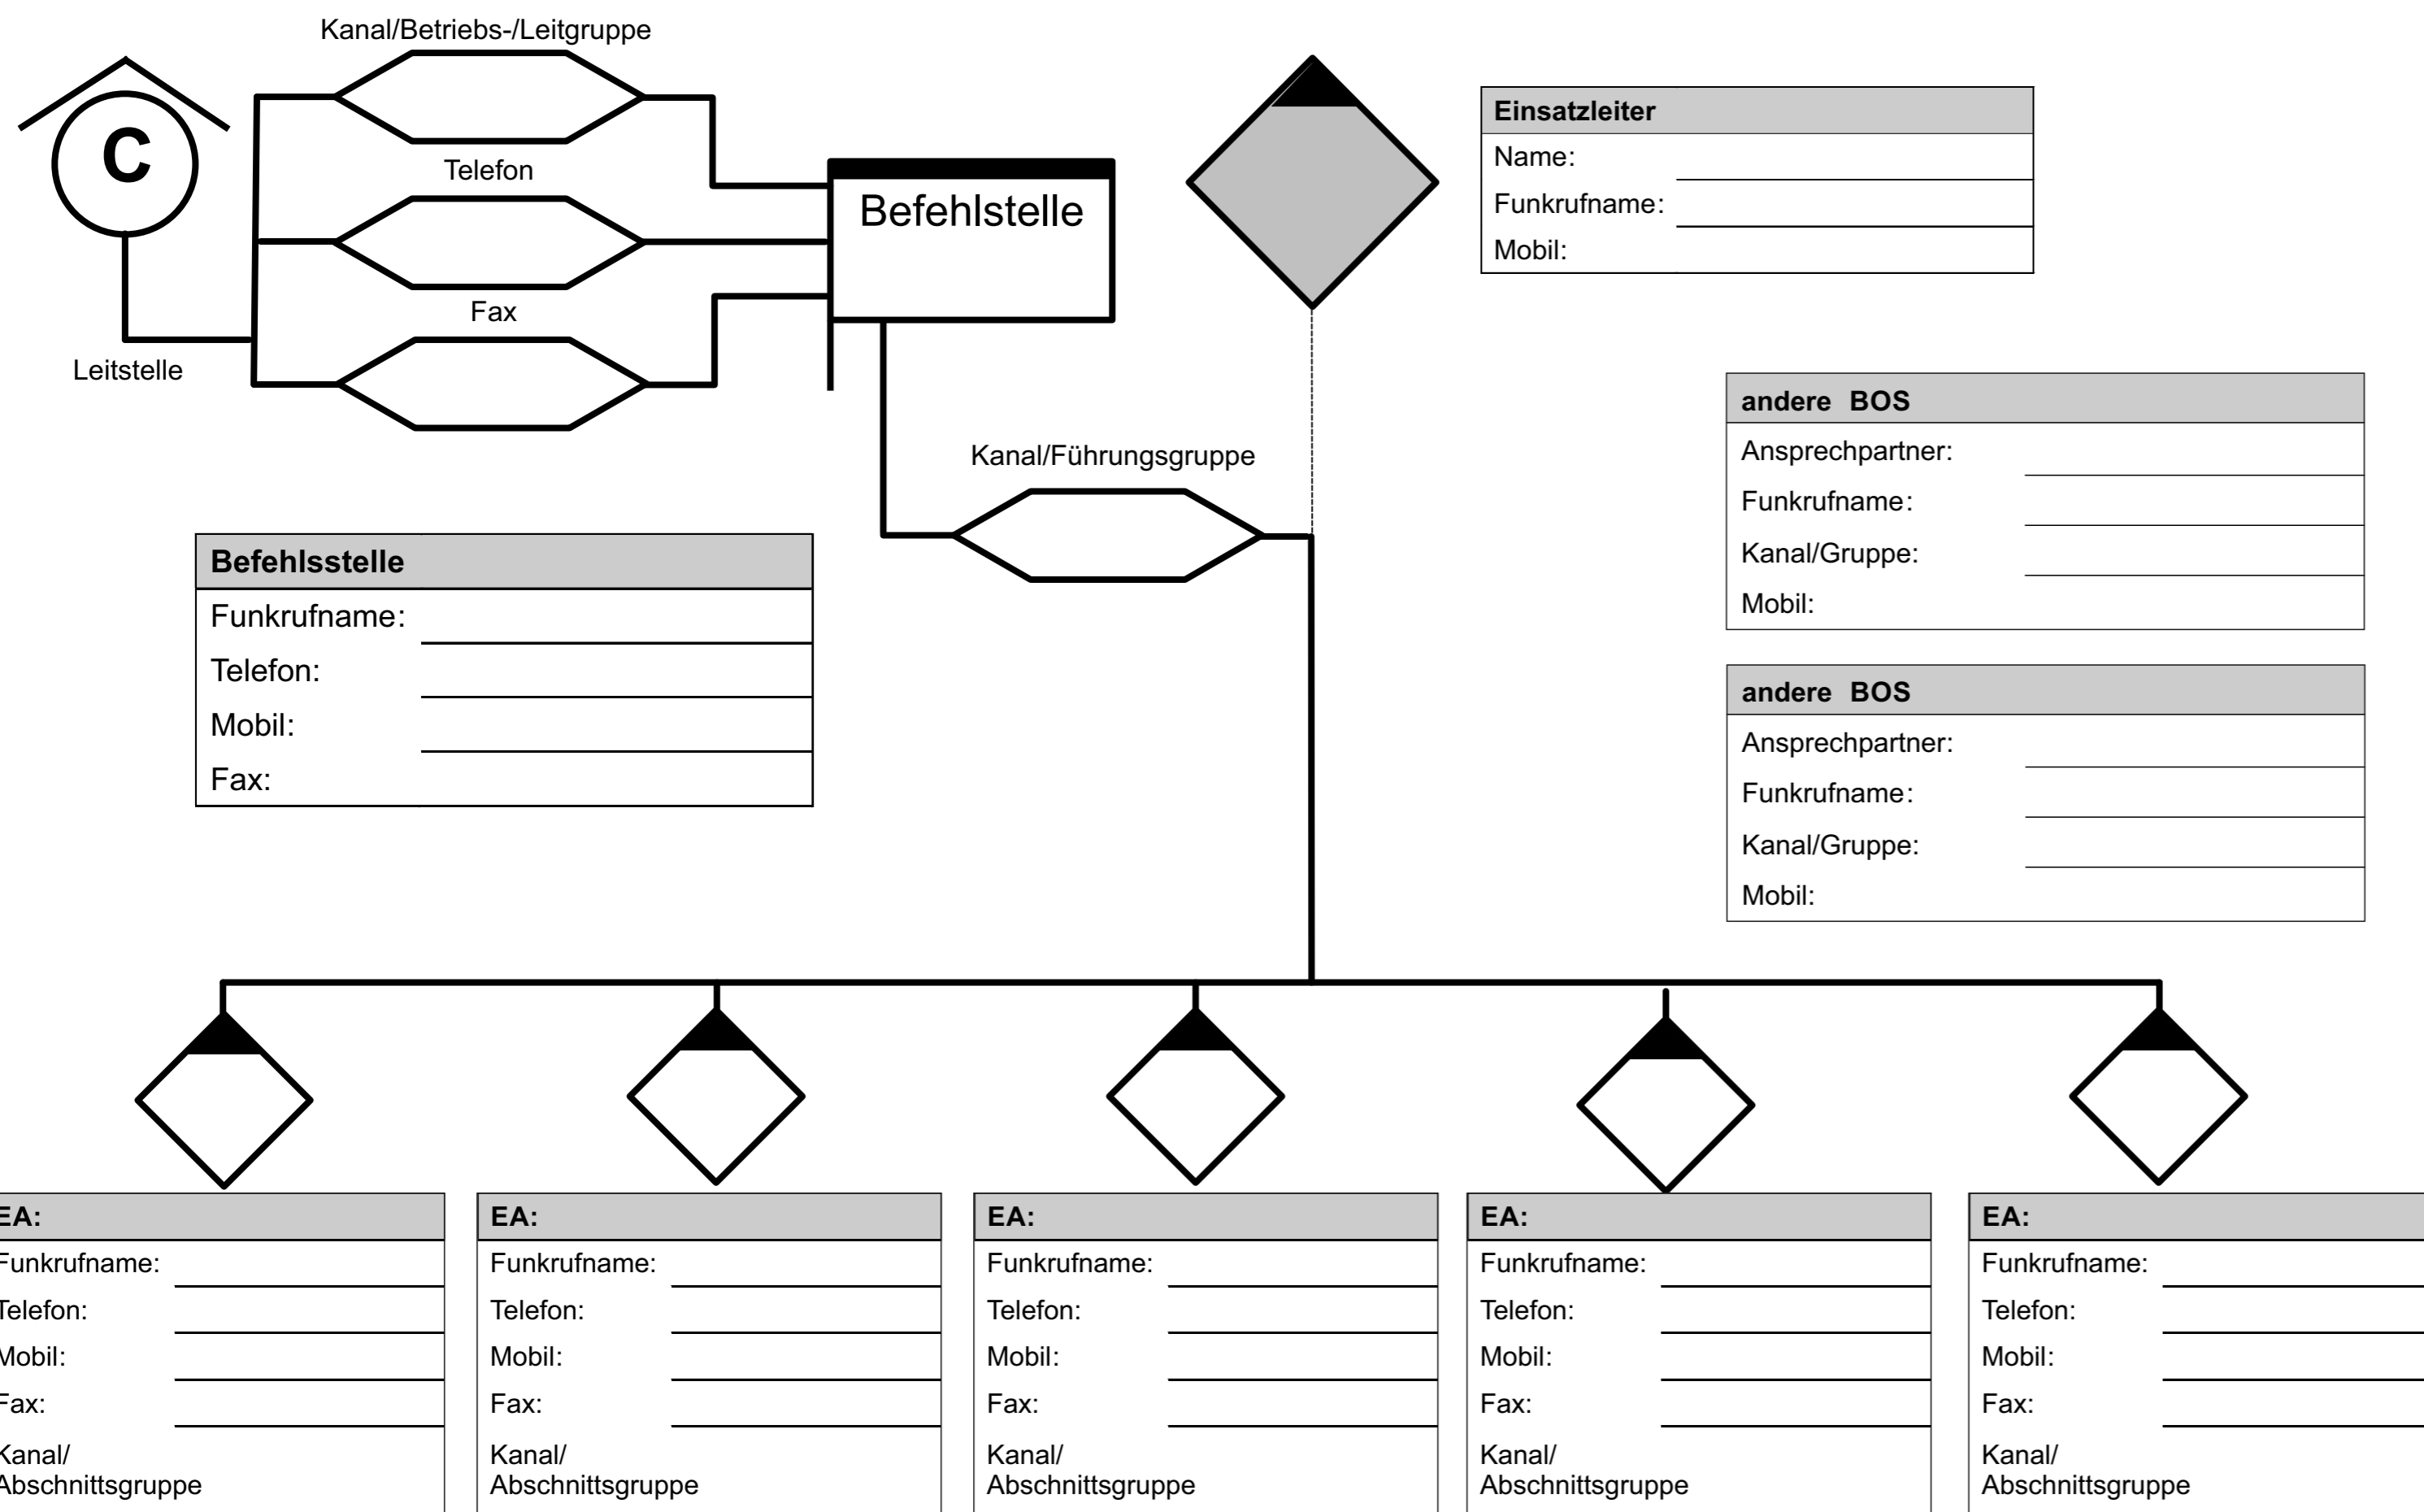 Kanal/Betriebs-/Leitgruppe
C
Telefon
Fax
Leitstelle
Befehlstelle
Einsatzleiter
Name:
Funkrufname:
Mobil:
Kanal/Führungsgruppe
andere BOS
Ansprechpartner:
Funkrufname:
Kanal/Gruppe:
Mobil:
Befehlsstelle
Funkrufname:
Telefon:
Mobil:
Fax:
andere BOS
Ansprechpartner:
Funkrufname:
Kanal/Gruppe:
Mobil:
EA:
Funkrufname:
Telefon:
Mobil:
Fax:
Kanal/
Abschnittsgruppe
EA:
Funkrufname:
Telefon:
Mobil:
Fax:
Kanal/
Abschnittsgruppe
EA:
Funkrufname:
Telefon:
Mobil:
Fax:
Kanal/
Abschnittsgruppe
EA:
Funkrufname:
Telefon:
Mobil:
Fax:
Kanal/
Abschnittsgruppe
EA:
Funkrufname:
Telefon:
Mobil:
Fax:
Kanal/
Abschnittsgruppe